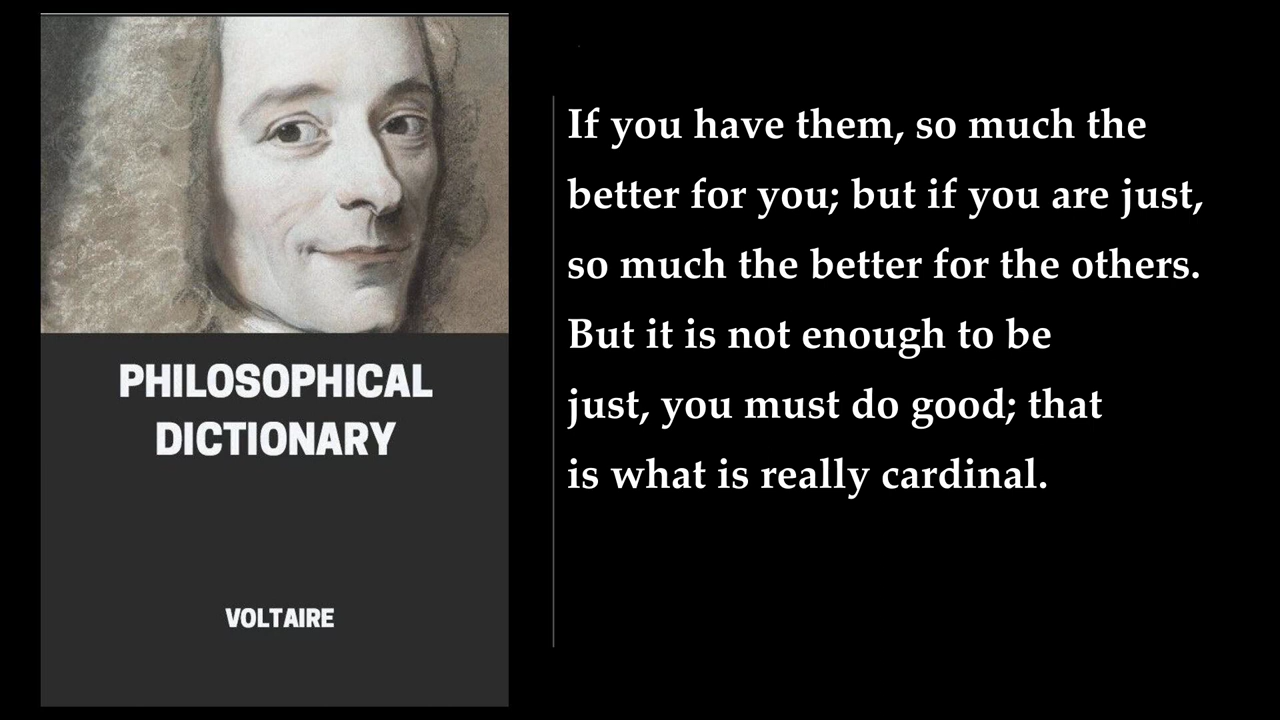 PHILOSOPHICAL
DICTIONARY
VOLTAIRE
If you have them, so much the
better for you; but if you are just,
so much the better for the others.
But it is not enough to be
just, you must do good; that
is what is really cardinal.